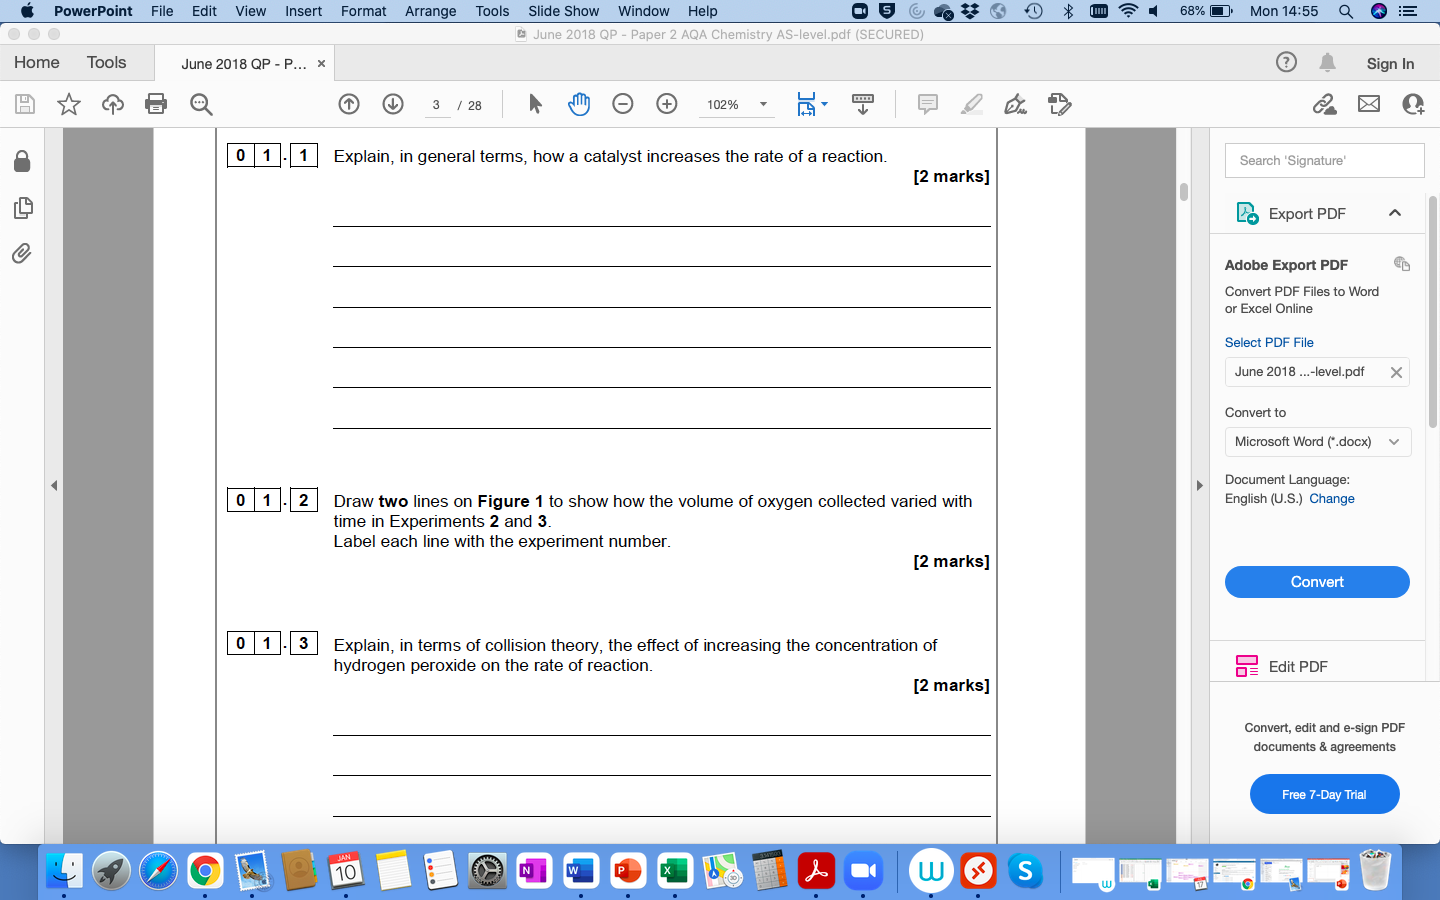 PowerPoint File Edit View Insert Format Arrange Tools Slide Show Window Help 68% Mon 14:55
June 2018 QP - Paper 2 AQA Chemistry AS-level.pdf (SECURED)
Home Tools June 2018 QP - P... × Sign In
3 / 28 102%
0 1 . 1 Explain, in general terms, how a catalyst increases the rate of a reaction.
[2 marks]
0 1 . 2 Draw two lines on Figure 1 to show how the volume of oxygen collected varied with
time in Experiments 2 and 3.
Label each line with the experiment number.
[2 marks]
0 1 . 3 Explain, in terms of collision theory, the effect of increasing the concentration of
hydrogen peroxide on the rate of reaction.
[2 marks]
Search 'Signature'
Export PDF
Adobe Export PDF
Convert PDF Files to Word
or Excel Online
Select PDF File
June 2018 ...-level.pdf
Convert to
Microsoft Word (*.docx)
Document Language:
English (U.S.) Change
Convert
Edit PDF
Convert, edit and e-sign PDF
documents & agreements
Free 7-Day Trial
JAN
10